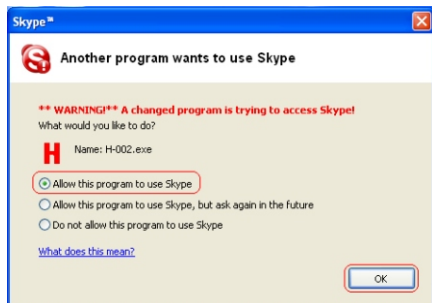 Skype™
Another program wants to use Skype
** WARNING!** A changed program is trying to access Skype!
What would you like to do?
H
Name: H-002.exe
Allow this program to use Skype
Allow this program to use Skype, but ask again in the future
Do not allow this program to use Skype
What does this mean?
OK